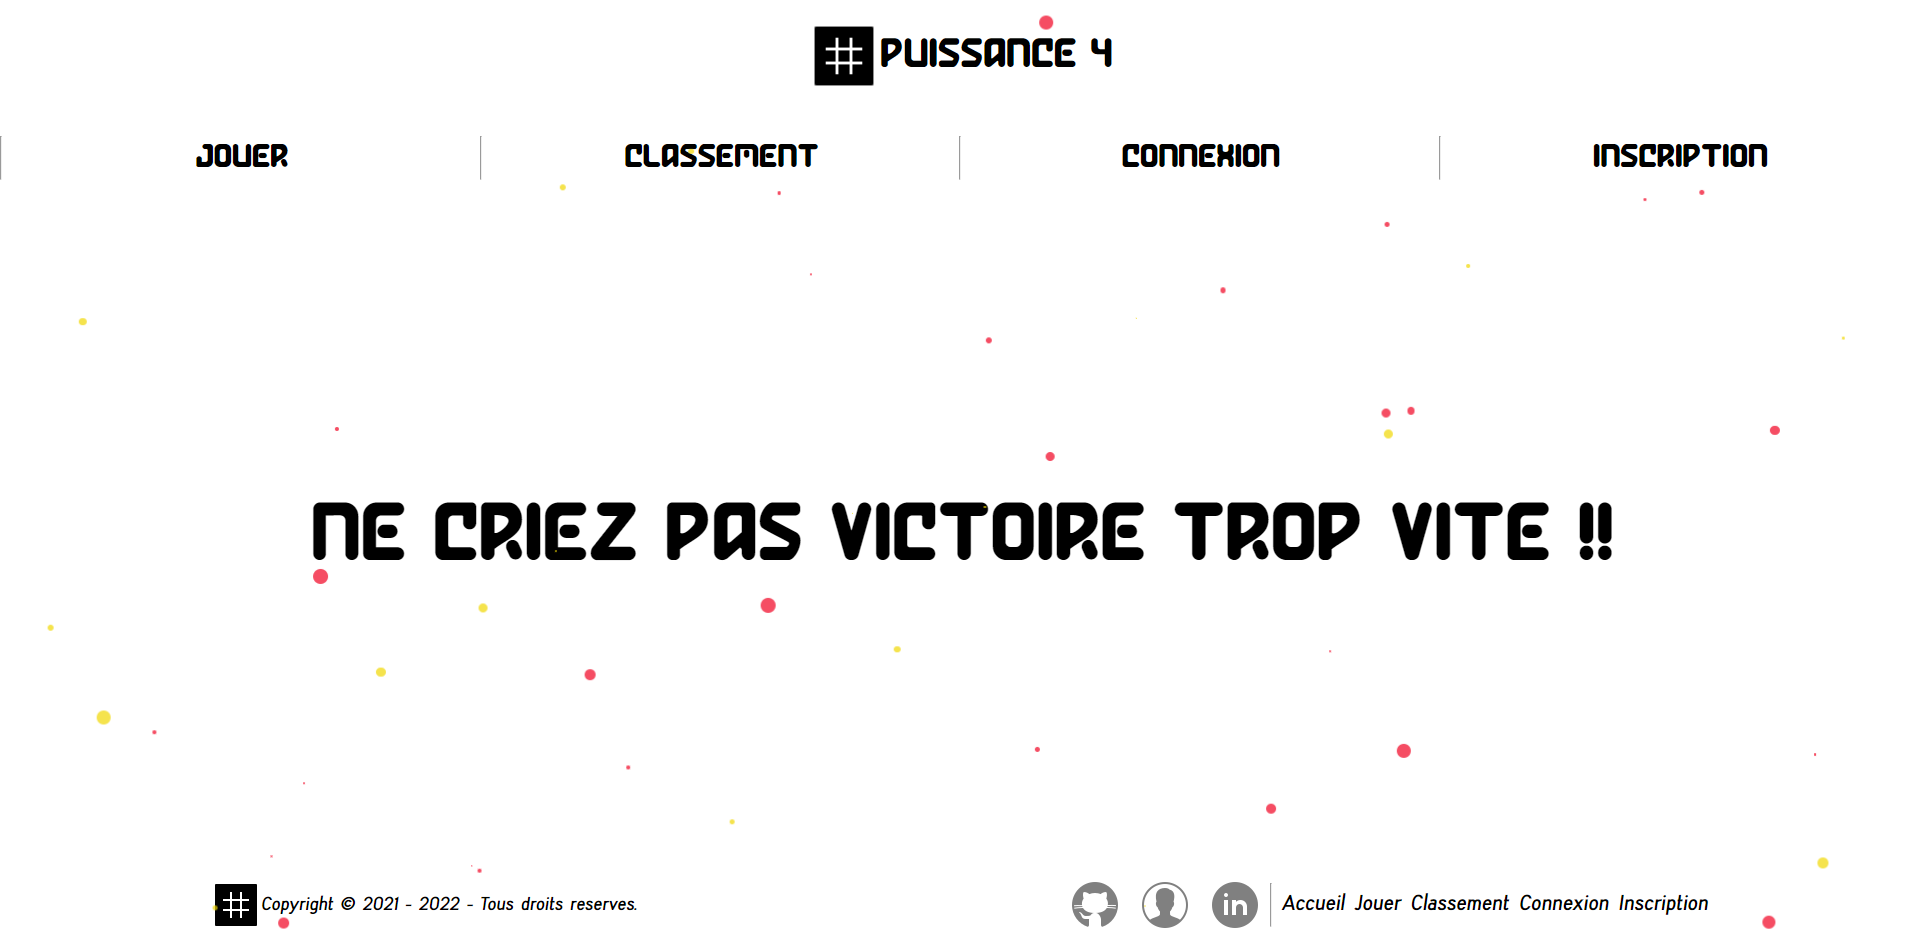 PUISSANCE 4
JOUER CLASSEMENT CONNEXION INSCRIPTION
NE CRIEZ PAS VICTOIRE TROP VITE !!
Copyright © 2021 - 2022 - Tous droits reserves.
in
Accueil Jouer Classement Connexion Inscription